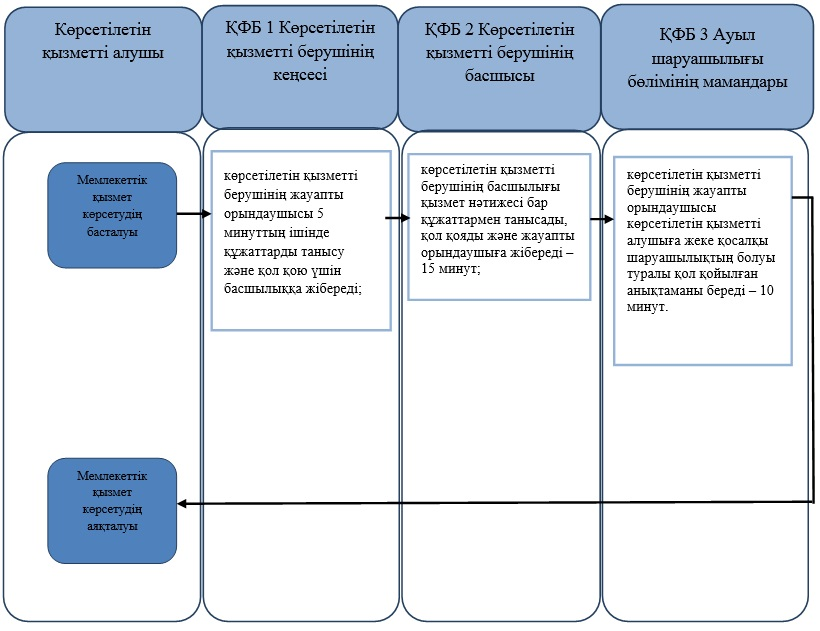 Көрсетілетін
қызметті алушы
ҚФБ 1 Көрсетілетін
қызметті берушінің
кеңсесі
ҚФБ 2 Көрсетілетін
қызметті берушінің
басшысы
ҚФБ 3 Ауыл
шаруашылығы
бөлімінің мамандары
Мемлекеттік
қызмет
көрсетудің
басталуы
көрсетілетін қызметті
берушінің жауапты
орындаушысы 5
минуттың ішінде
құжаттарды танысу
және қол қою үшін
басшылыққа жібереді;
көрсетілетін қызметті
берушінің басшылығы
қызмет нәтижесі бар
құжаттармен танысады,
қол қояды және жауапты
орындаушыға жібереді –
15 минут;
көрсетілетін қызметті
берушінің жауапты
орындаушысы
көрсетілетін қызметті
алушыға жеке қосалқы
шаруашылықтың болуы
туралы қол қойылған
анықтаманы береді – 10
минут.
Мемлекеттік
қызмет
көрсетудің
аяқталуы